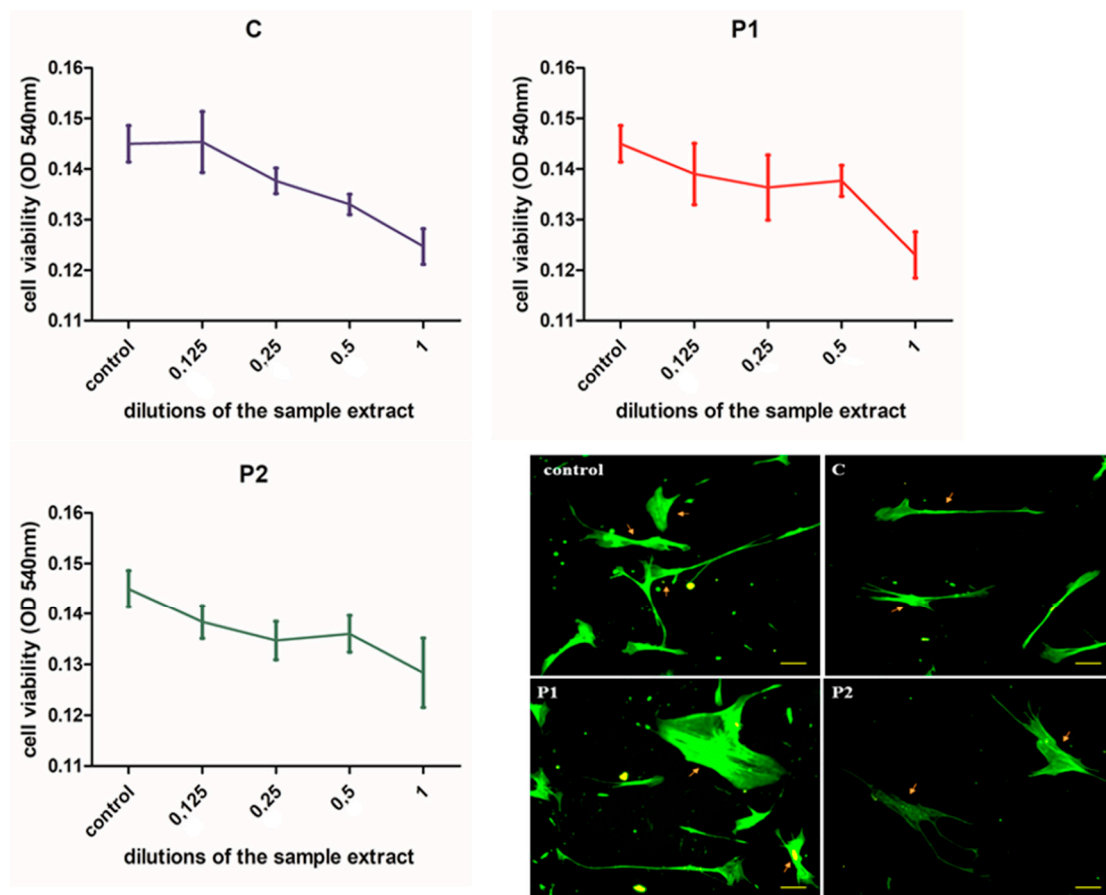 C
0.16
0.15
0.14
0.13
0.12
0.11
cell viability (OD 540nm)
control
0.125
0.25
0.5
1
dilutions of the sample extract
P1
0.16
0.15
0.14
0.13
0.12
0.11
cell viability (OD 540nm)
control
0.125
0.25
0.5
1
dilutions of the sample extract
P2
0.16
0.15
0.14
0.13
0.12
0.11
cell viability (OD 540nm)
control
0,125
0,25
0,5
1
dilutions of the sample extract
control
C
P1
P2